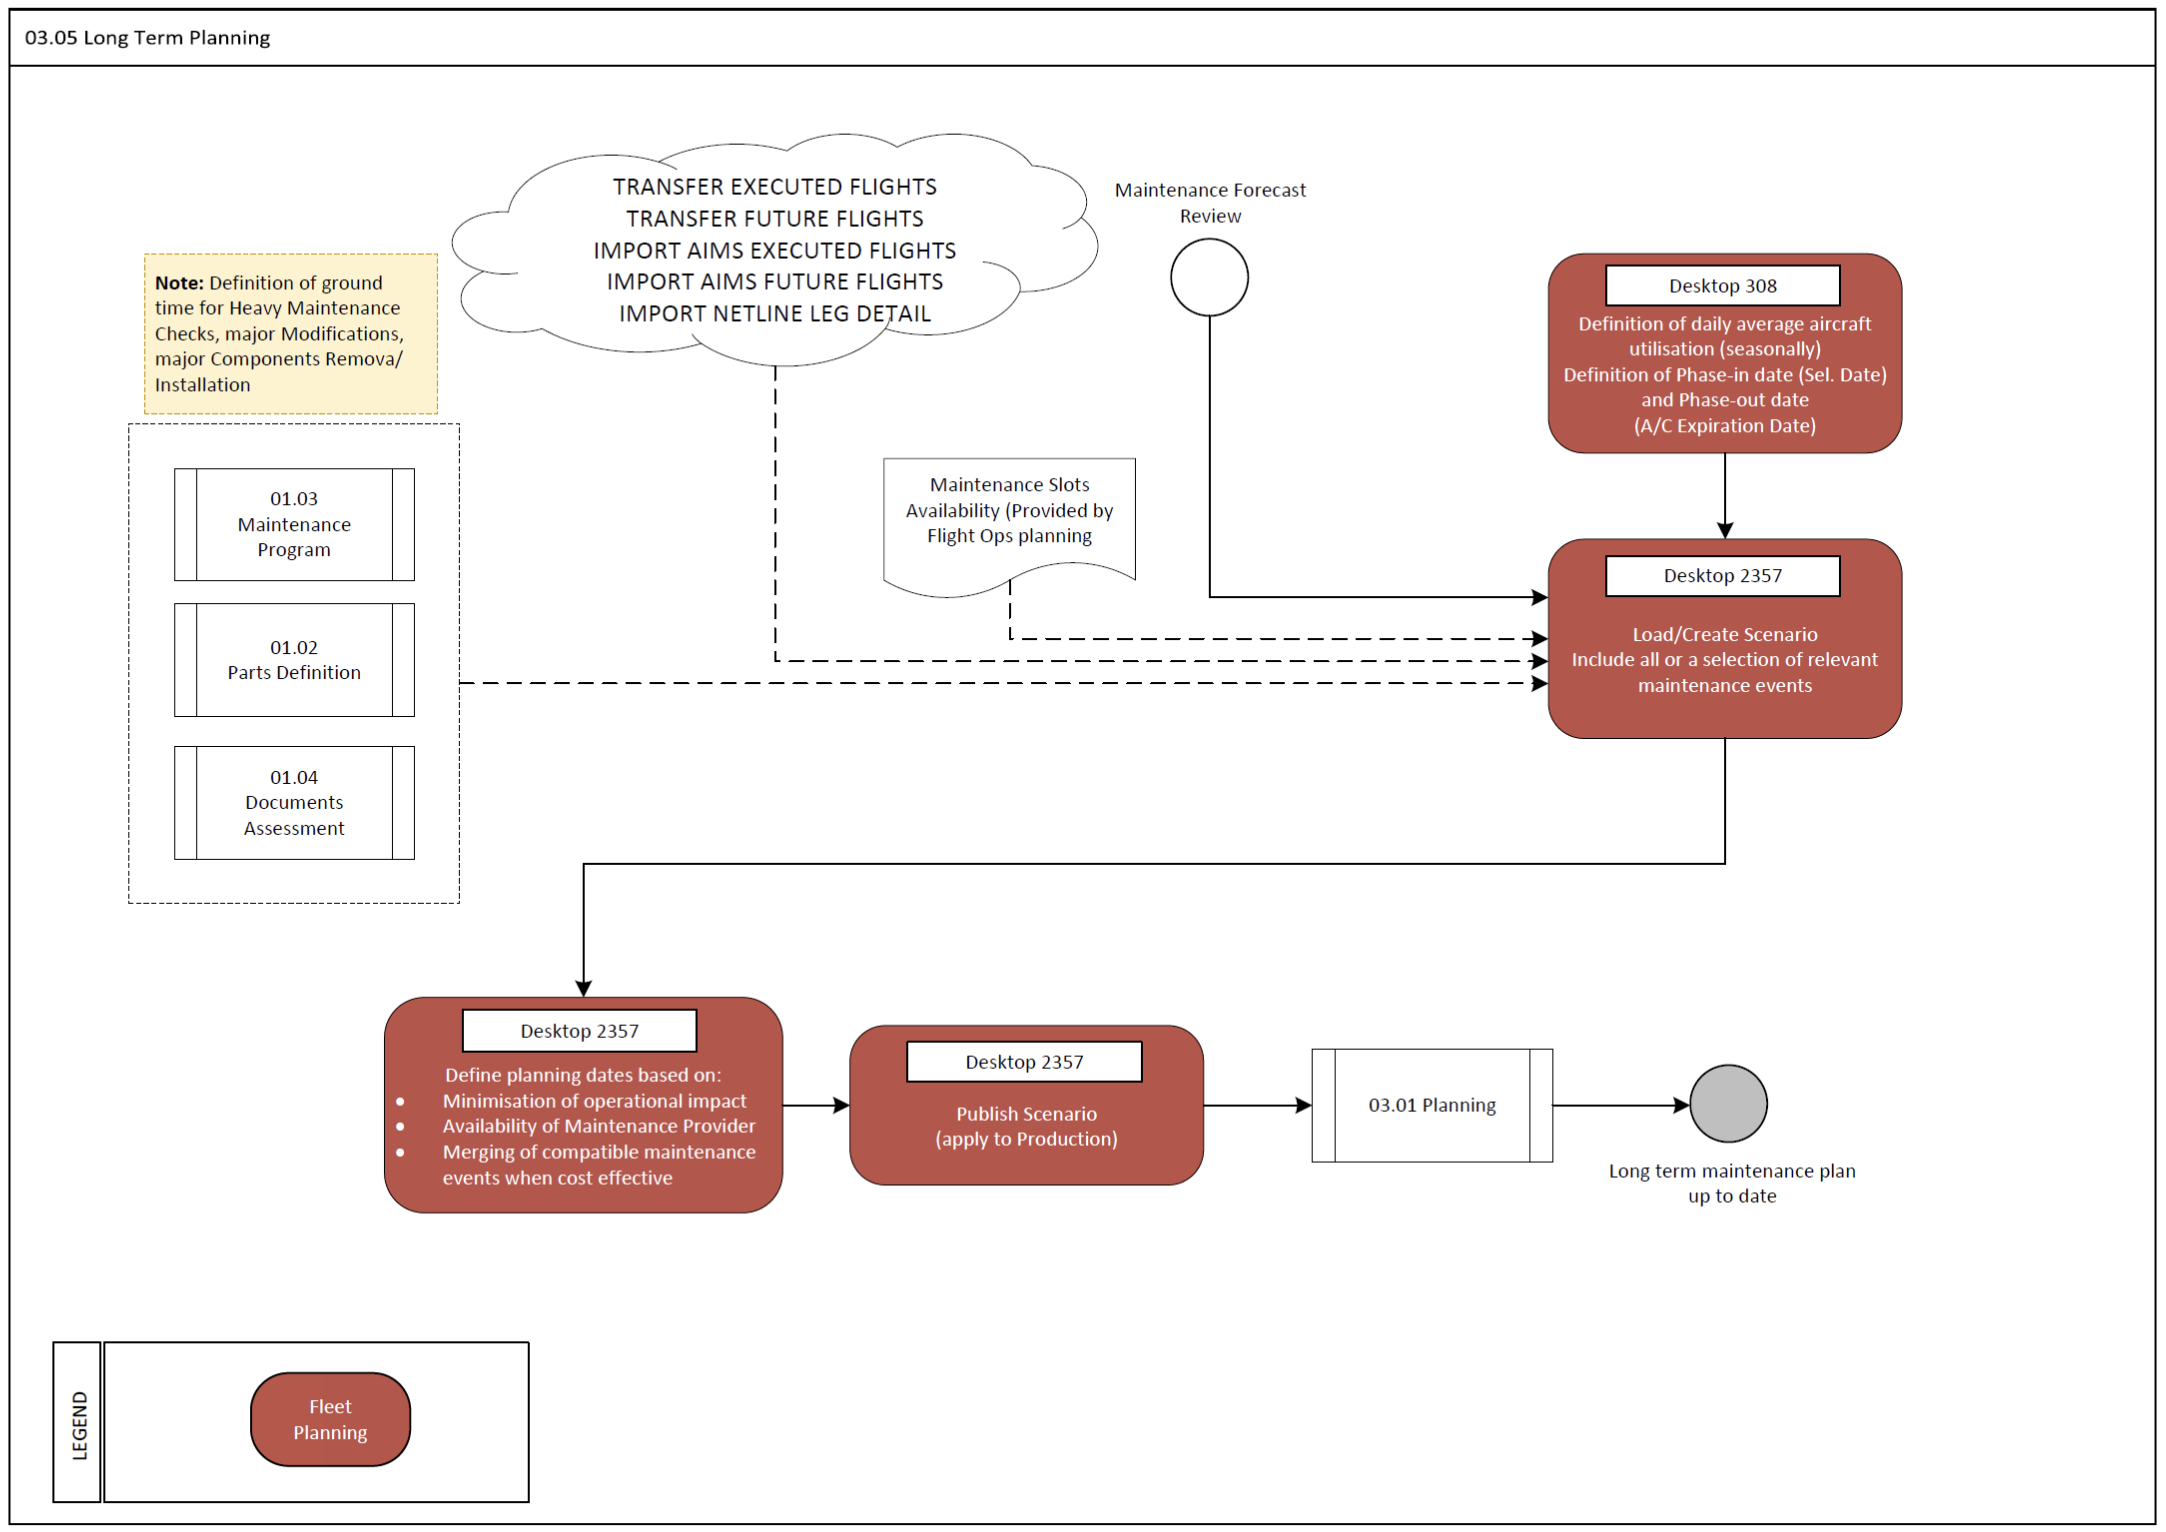 03.05 Long Term Planning
TRANSFER EXECUTED FLIGHTS
TRANSFER FUTURE FLIGHTS
IMPORT AIMS EXECUTED FLIGHTS
IMPORT AIMS FUTURE FLIGHTS
IMPORT NETLINE LEG DETAIL
Maintenance Forecast
Review
Note: Definition of ground
time for Heavy Maintenance
Checks, major Modifications,
major Components Remova/
Installation
Desktop 308
Definition of daily average aircraft
utilisation (seasonally)
Definition of Phase-in date (Sel. Date)
and Phase-out date
(A/C Expiration Date)
01.03
Maintenance
Program
Maintenance Slots
Availability (Provided by
Flight Ops planning
Desktop 2357
Load/Create Scenario
Include all or a selection of relevant
maintenance events
01.02
Parts Definition
01.04
Documents
Assessment
Desktop 2357
Define planning dates based on:
• Minimisation of operational impact
• Availability of Maintenance Provider
• Merging of compatible maintenance
events when cost effective
Desktop 2357
Publish Scenario
(apply to Production)
03.01 Planning
Long term maintenance plan
up to date
LEGEND
Fleet
Planning